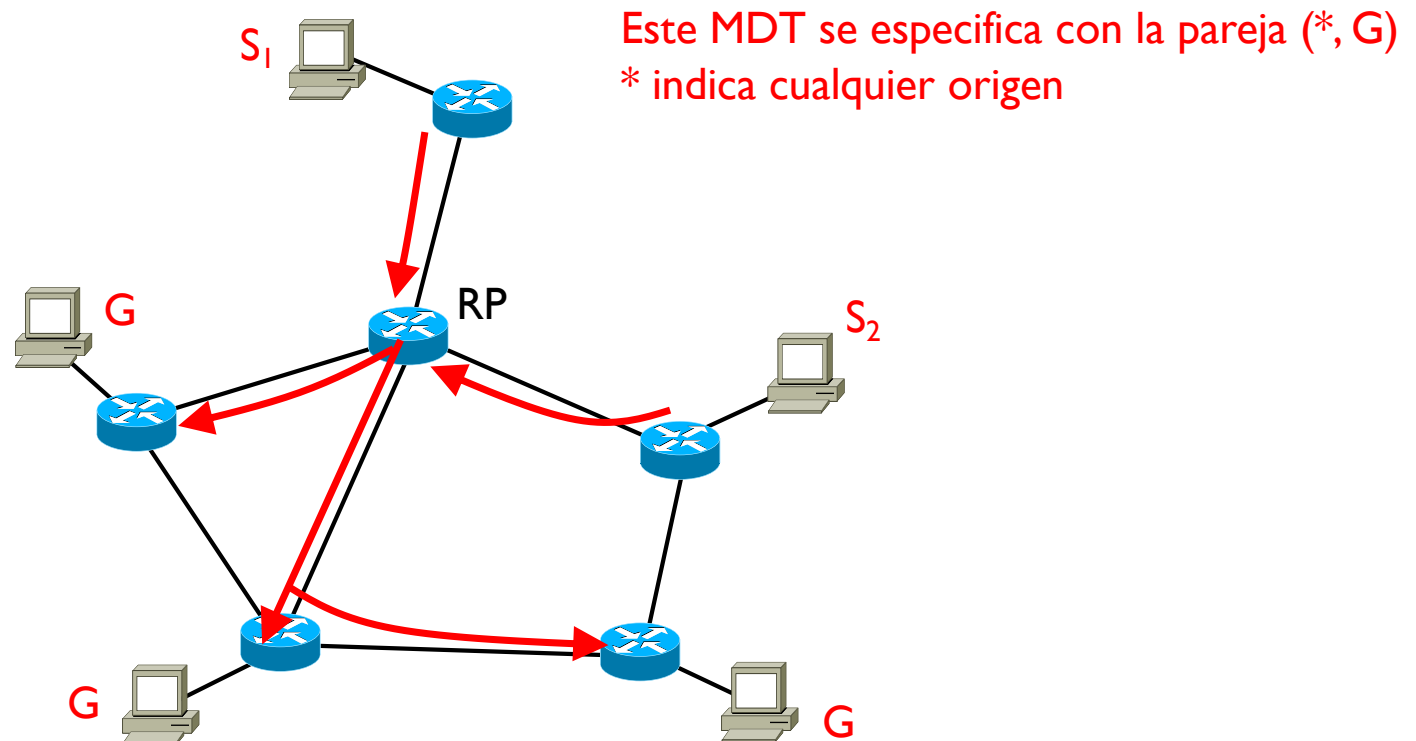 Este MDT se especifica con la pareja (*, G)
* indica cualquier origen
S₁
RP
G
S₂
G
G